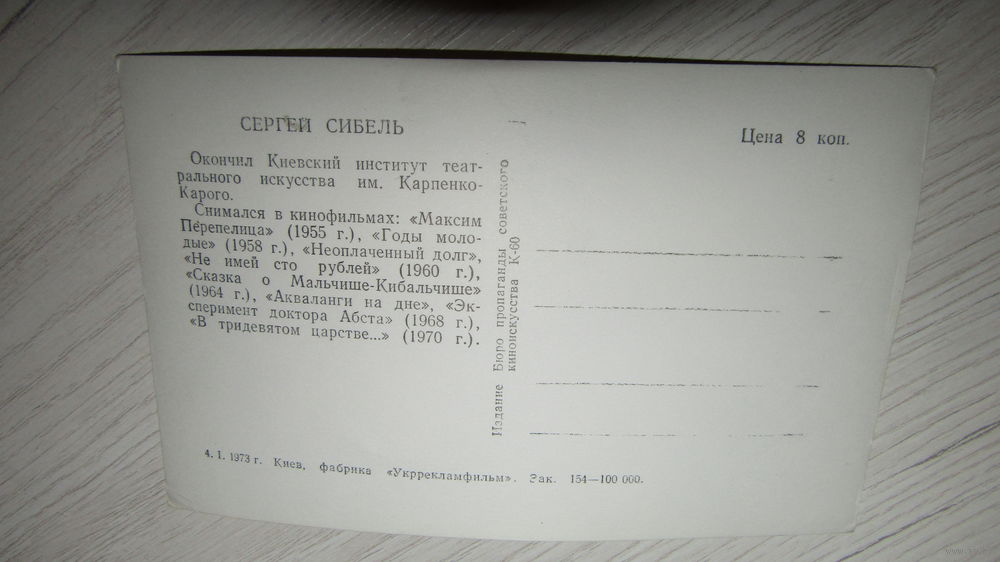 СЕРГЕЙ СИБЕЛЬ
Окончил Киевский институт теат-
рального искусства им. Карпенко-
Карого.
Снимался в кинофильмах: «Максим
Перепелица» (1955 г.), «Годы моло-
дые» (1958 г.), «Неоплаченный долг»,
«Не имей сто рублей» (1960 г.),
«Сказка о Мальчише-Кибальчише»
(1964 г.), «Акваланги на дне», «Эк-
сперимент доктора Абста» (1968 г.),
«В тридевятом царстве...» (1970 г.).
4. 1. 1973 г. Киев, фабрика «Укррекламфильм». Зак. 154—100 000.
Издание Бюро пропаганды советского
киноискусства К-60
Цена 8 коп.